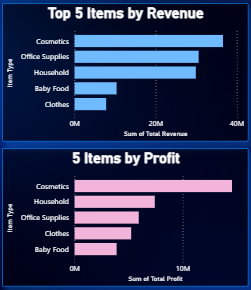 Top 5 Items by Revenue
Cosmetics
Office Supplies
Household
Baby Food
Clothes
Item Type
0M 20M 40M
Sum of Total Revenue
5 Items by Profit
Cosmetics
Household
Office Supplies
Clothes
Baby Food
Item Type
0M 10M
Sum of Total Profit